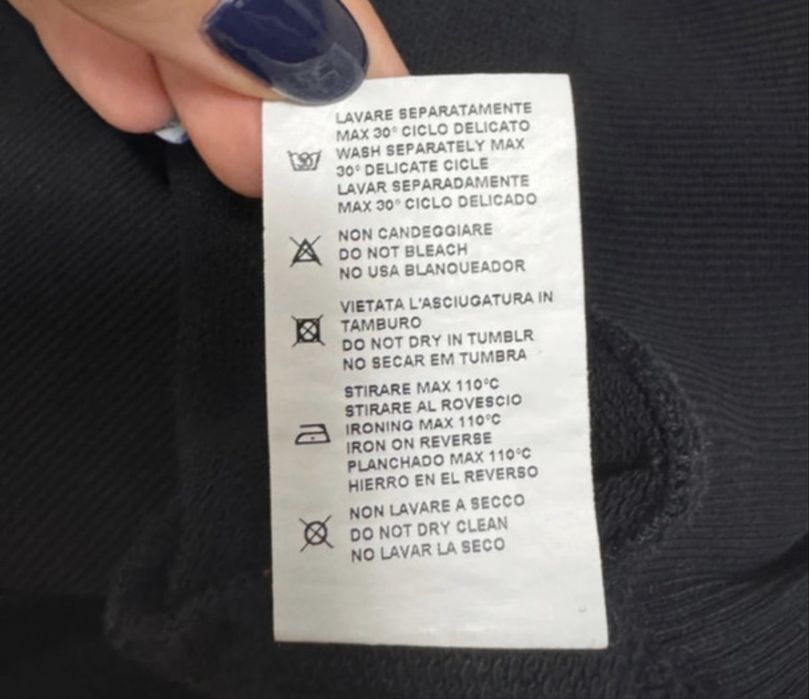 LAVARE SEPARATAMENTE
MAX 30° CICLO DELICATO
WASH SEPARATELY MAX
30° DELICATE CICLE
LAVAR SEPARADAMENTE
MAX 30° CICLO DELICADO
30
NON CANDEGGIARE
DO NOT BLEACH
NO USA BLANQUEADOR
VIETATA L'ASCIUGATURA IN
TAMBURO
DO NOT DRY IN TUMBLR
NO SECAR EM TUMBRA
STIRARE MAX 110°C
STIRARE AL ROVESCIO
IRONING MAX 110°C
IRON ON REVERSE
PLANCHADO MAX 110°C
HIERRO EN EL REVERSO
NON LAVARE A SECCO
DO NOT DRY CLEAN
NO LAVAR LA SECO